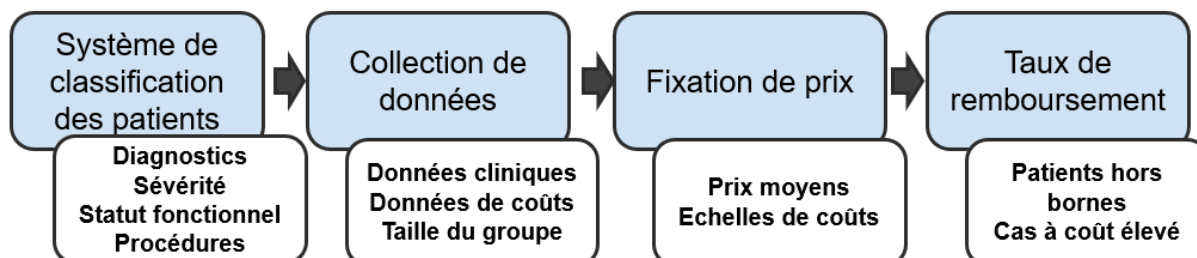 Système de
classification
des patients
Diagnostics
Sévérité
Statut fonctionnel
Procédures
Collection de
données
Données cliniques
Données de coûts
Taille du groupe
Fixation de prix
Prix moyens
Echelles de coûts
Taux de
remboursement
Patients hors
bornes
Cas à coût élevé